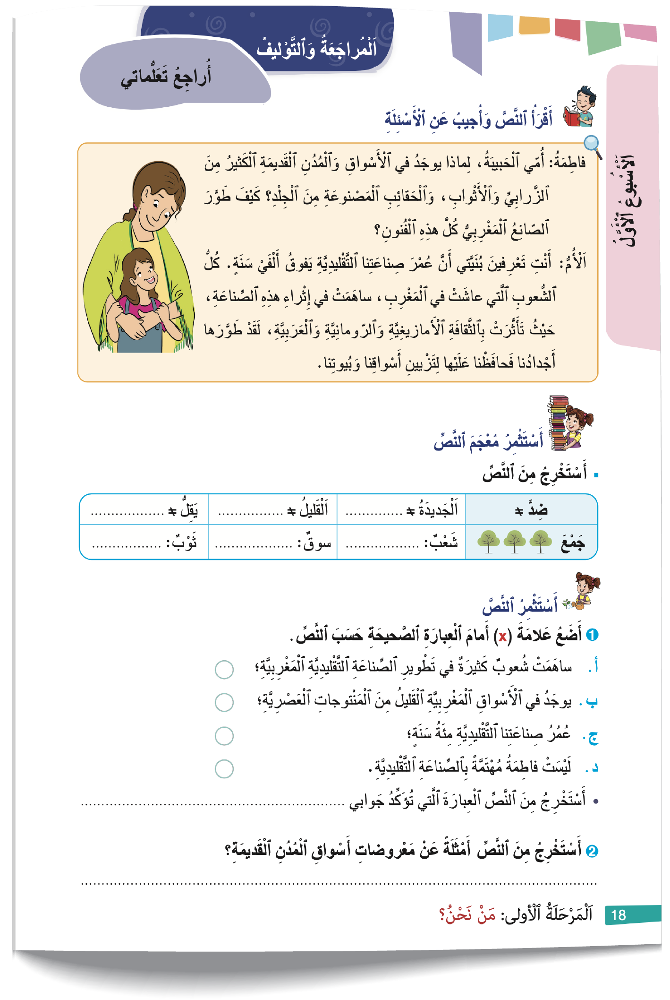 اَلْمُراجَعَةُ وَٱلتَّوْليفُ
أُراجِعُ تَعَلُّماتي
أَقْرَأُ ٱلنَّصَّ وَأُجيبُ عَنِ ٱلْأَسْئِلَةِ
اَلْأُسْبوعُ ٱلْأَوَّلُ
فاطِمَةُ: أُمّي ٱلْحَبيبَةُ، لِماذا يوجَدُ في ٱلْأَسْواقِ وَٱلْمُدُنِ ٱلْقَديمَةِ ٱلْكَثيرُ مِنَ
ٱلزَّرابِيِّ وَٱلْأَثْوابِ، وَٱلْحَقائِبِ ٱلْمَصْنوعَةِ مِنَ ٱلْجِلْدِ؟ كَيْفَ طَوَّرَ
ٱلصّانِعُ ٱلْمَغْرِبِيُّ كُلَّ هذِهِ ٱلْفُنونِ؟
اَلْأُمُّ: أَنْتِ تَعْرِفينَ بُنَيَّتي أَنَّ عُمْرَ صِناعَتِنا ٱلتَّقْليدِيَّةِ يَفوقُ أَلْفَيْ سَنَةٍ. كُلُّ
ٱلشُّعوبِ ٱلَّتي عاشَتْ في ٱلْمَغْرِبِ، ساهَمَتْ في إِثْراءِ هذِهِ ٱلصِّناعَةِ،
حَيْثُ تَأَثَّرَتْ بِٱلثَّقافَةِ ٱلْأَمازيغِيَّةِ وَٱلرّومانِيَّةِ وَٱلْعَرَبِيَّةِ، لَقَدْ طَوَّرَها
أَجْدادُنا فَحافَظْنا عَلَيْها لِتَزْيينِ أَسْواقِنا وَبُيوتِنا.
أَسْتَثْمِرُ مُعْجَمَ ٱلنَّصِّ
▪ أَسْتَخْرِجُ مِنَ ٱلنَّصِّ
ضِدَّ ≠ اَلْجَديدَةُ ≠ .............. اَلْقَليلُ ≠ ................ يَقِلُّ ≠ ..................
جَمْعَ شَعْبٌ: .................. سوقٌ: ................... ثَوْبٌ: .................
أَسْتَثْمِرُ ٱلنَّصَّ
1 أَضَعُ عَلامَةَ (x) أَمامَ ٱلْعِبارَةِ ٱلصَّحيحَةِ حَسَبَ ٱلنَّصِّ.
أ. ساهَمَتْ شُعوبٌ كَثيرَةٌ في تَطْويرِ ٱلصِّناعَةِ ٱلتَّقْليدِيَّةِ ٱلْمَغْرِبِيَّةِ؛
ب. يوجَدُ في ٱلْأَسْواقِ ٱلْمَغْرِبِيَّةِ ٱلْقَليلُ مِنَ ٱلْمَنْتوجاتِ ٱلْعَصْرِيَّةِ؛
ج. عُمُرُ صِناعَتِنا ٱلتَّقْليدِيَّةِ مِئَةُ سَنَةٍ؛
د. لَيْسَتْ فاطِمَةُ مُهْتَمَّةً بِٱلصِّناعَةِ ٱلتَّقْليدِيَّةِ.
• أَسْتَخْرِجُ مِنَ ٱلنَّصِّ ٱلْعِبارَةَ ٱلَّتي تُؤَكِّدُ جَوابي ................................................................
2 أَسْتَخْرِجُ مِنَ ٱلنَّصِّ أَمْثَلَةً عَنْ مَعْروضاتِ أَسْواقِ ٱلْمُدُنِ ٱلْقَديمَةِ؟
................................................................................................................................
18 اَلْمَرْحَلَةُ ٱلْأولى: مَنْ نَحْنُ؟